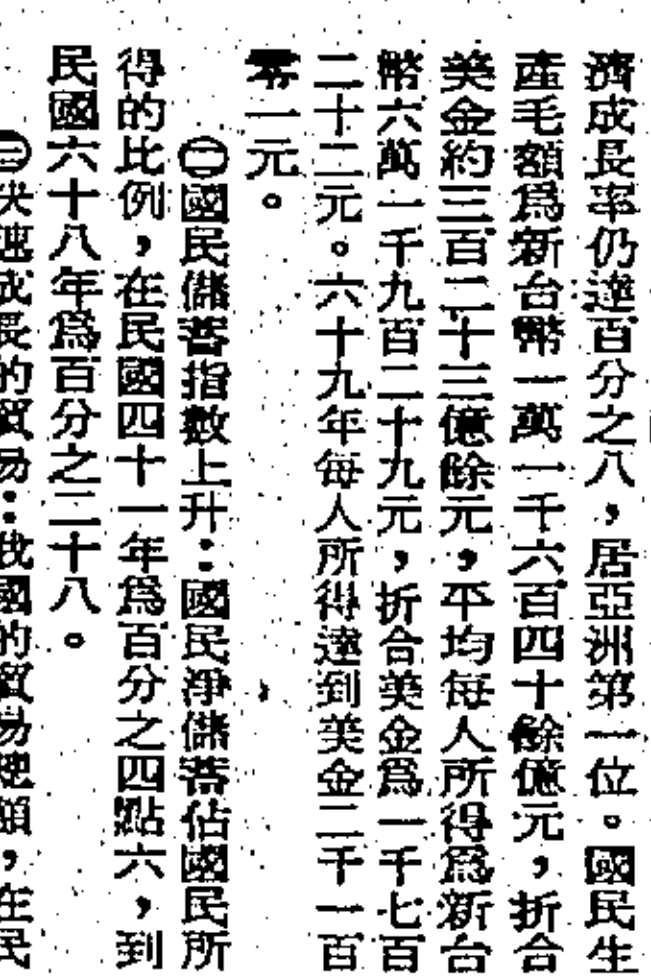 濟成長率仍達百分之八，居亞洲第一位。國民生
產毛額爲新台幣一萬一千六百四十餘億元，折合
美金約三百二十三億餘元，平均每人所得爲新台
幣六萬一千九百二十九元，折合美金爲一千七百
二十二元。六十九年每人所得達到美金二千一百
零一元。
㊁國民儲蓄指數上升：國民淨儲蓄佔國民所
得的比例，在民國四十一年爲百分之四點六，到
民國六十八年爲百分之二十八。
㊂快速成長的貿易：我國的貿易總額，在民